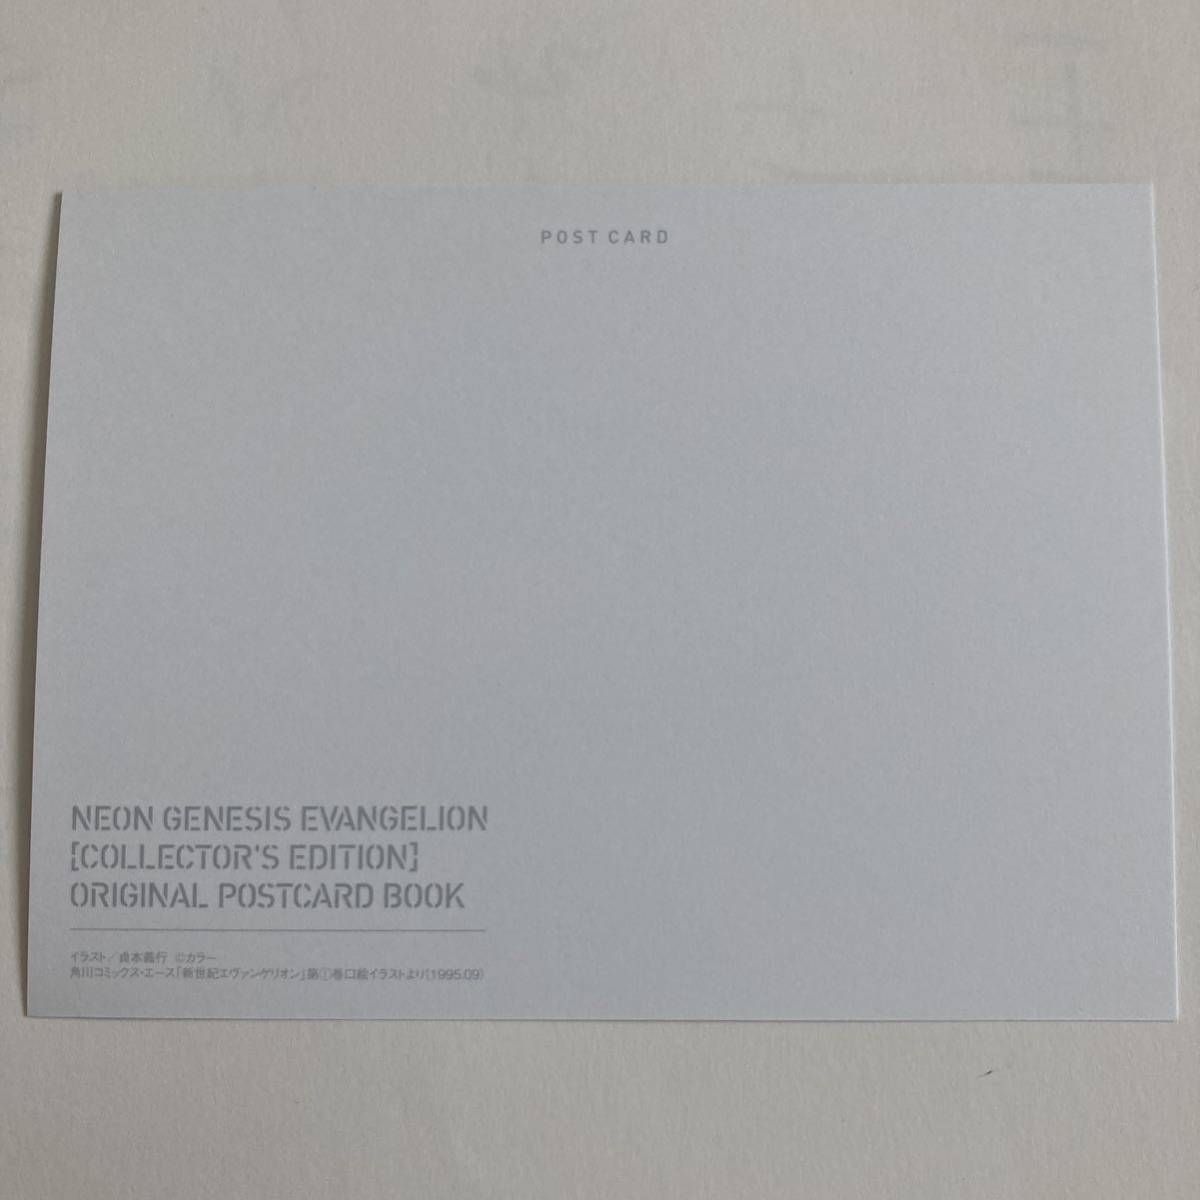 POST CARD
NEON GENESIS EVANGELION
[COLLECTOR'S EDITION]
ORIGINAL POSTCARD BOOK
イラスト／貞本義行 ©カラー
角川コミックス・エース「新世紀エヴァンゲリオン」第①巻口絵イラストより(1995.09)